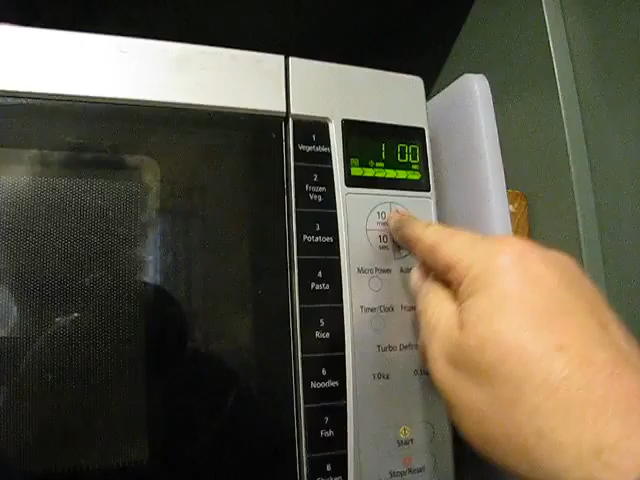 1 00
1
Vegetables
2
Frozen
Veg.
3
Potatoes
4
Pasta
5
Rice
6
Noodles
7
Fish
8
Chicken
10
min.
10
sec.
Micro Power
Timer/Clock
Turbo
1.0kg
Start
Stop/Reset